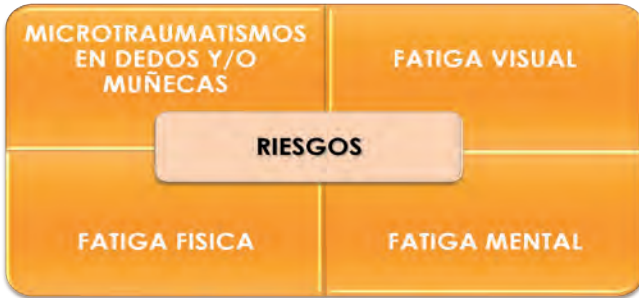 MICROTRAUMATISMOS
EN DEDOS Y/O
MUÑECAS
FATIGA VISUAL
RIESGOS
FATIGA FISICA
FATIGA MENTAL